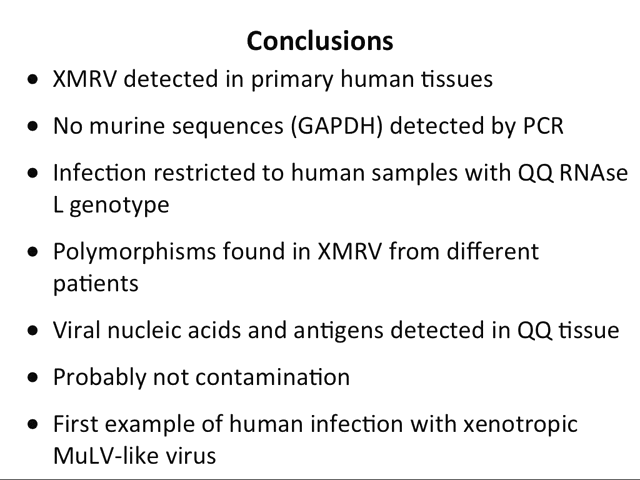 Conclusions
● XMRV detected in primary human tissues
● No murine sequences (GAPDH) detected by PCR
● Infection restricted to human samples with QQ RNAse
L genotype
● Polymorphisms found in XMRV from different
patients
● Viral nucleic acids and antigens detected in QQ tissue
● Probably not contamination
● First example of human infection with xenotropic
MuLV-like virus